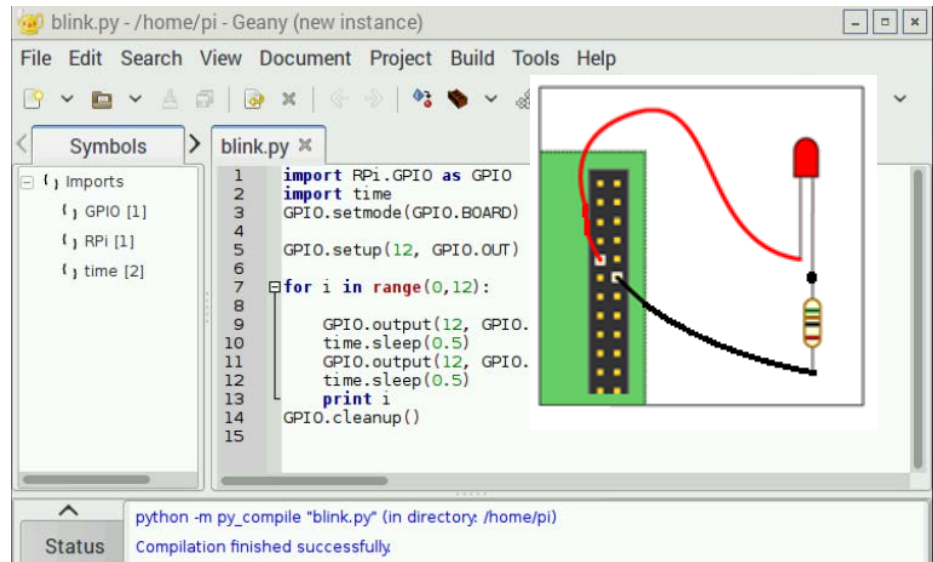 blink.py - /home/pi - Geany (new instance)
File Edit Search View Document Project Build Tools Help
Symbols
blink.py
Imports
GPIO [1]
RPi [1]
time [2]
1 import RPi.GPIO as GPIO
2 import time
3 GPIO.setmode(GPIO.BOARD)
4
5 GPIO.setup(12, GPIO.OUT)
6
7 for i in range(0,12):
8
9 GPIO.output(12, GPIO.
10 time.sleep(0.5)
11 GPIO.output(12, GPIO.
12 time.sleep(0.5)
13 print i
14 GPIO.cleanup()
15
Status
python -m py_compile "blink.py" (in directory: /home/pi)
Compilation finished successfully.